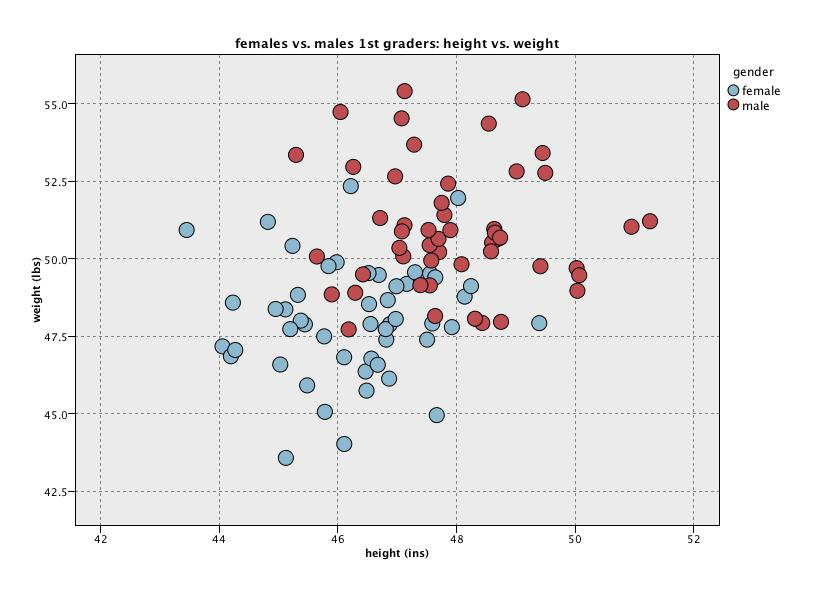 females vs. males 1st graders: height vs. weight
gender
female
male
55.0
52.5
50.0
47.5
45.0
42.5
weight (lbs)
42 44 46 48 50 52
height (ins)